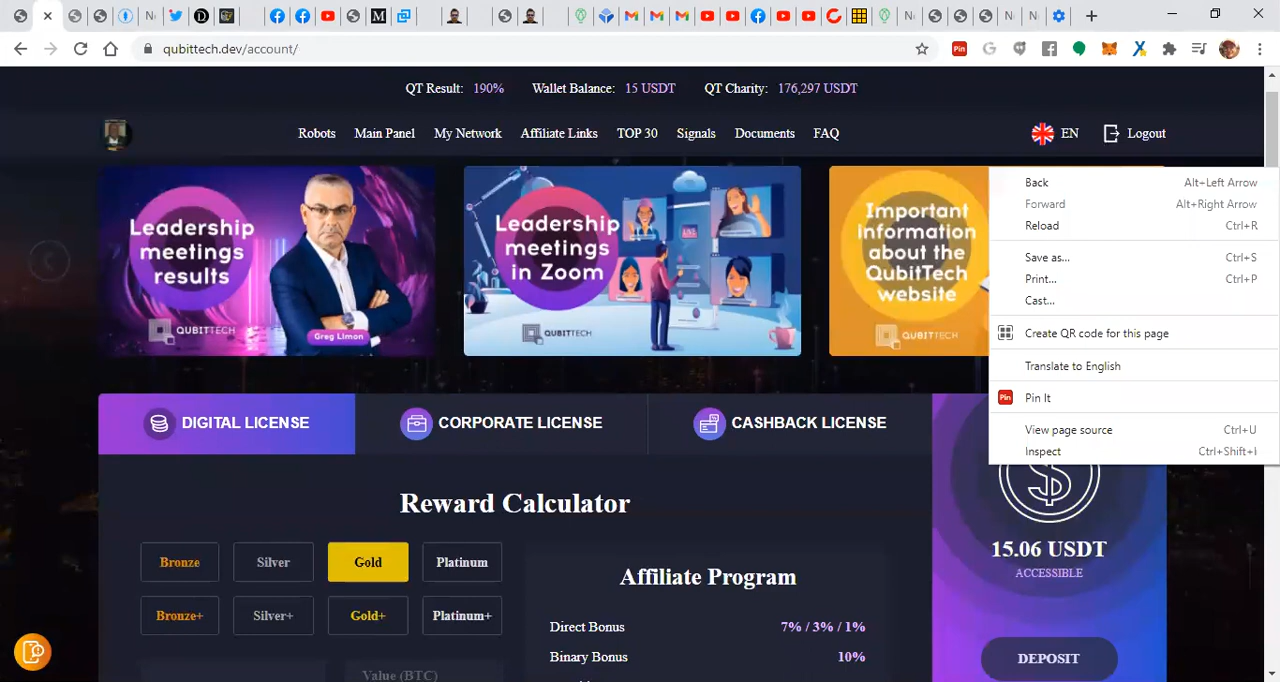 qubittech.dev/account/
QT Result: 190% Wallet Balance: 15 USDT QT Charity: 176,297 USDT
Robots Main Panel My Network Affiliate Links TOP 30 Signals Documents FAQ EN Logout
Leadership
meetings
results
QUBITTECH
Greg Limon
Leadership
meetings
in Zoom
QUBITTECH
Important
information
about the
QubitTech
website
QUBITTECH
Back Alt+Left Arrow
Forward Alt+Right Arrow
Reload Ctrl+R
Save as... Ctrl+S
Print... Ctrl+P
Cast...
Create QR code for this page
Translate to English
Pin Pin It
View page source Ctrl+U
Inspect Ctrl+Shift+I
DIGITAL LICENSE CORPORATE LICENSE CASHBACK LICENSE
Reward Calculator
Bronze Silver Gold Platinum
Bronze+ Silver+ Gold+ Platinum+
Value (BTC)
Affiliate Program
Direct Bonus 7% / 3% / 1%
Binary Bonus 10%
15.06 USDT
ACCESSIBLE
DEPOSIT